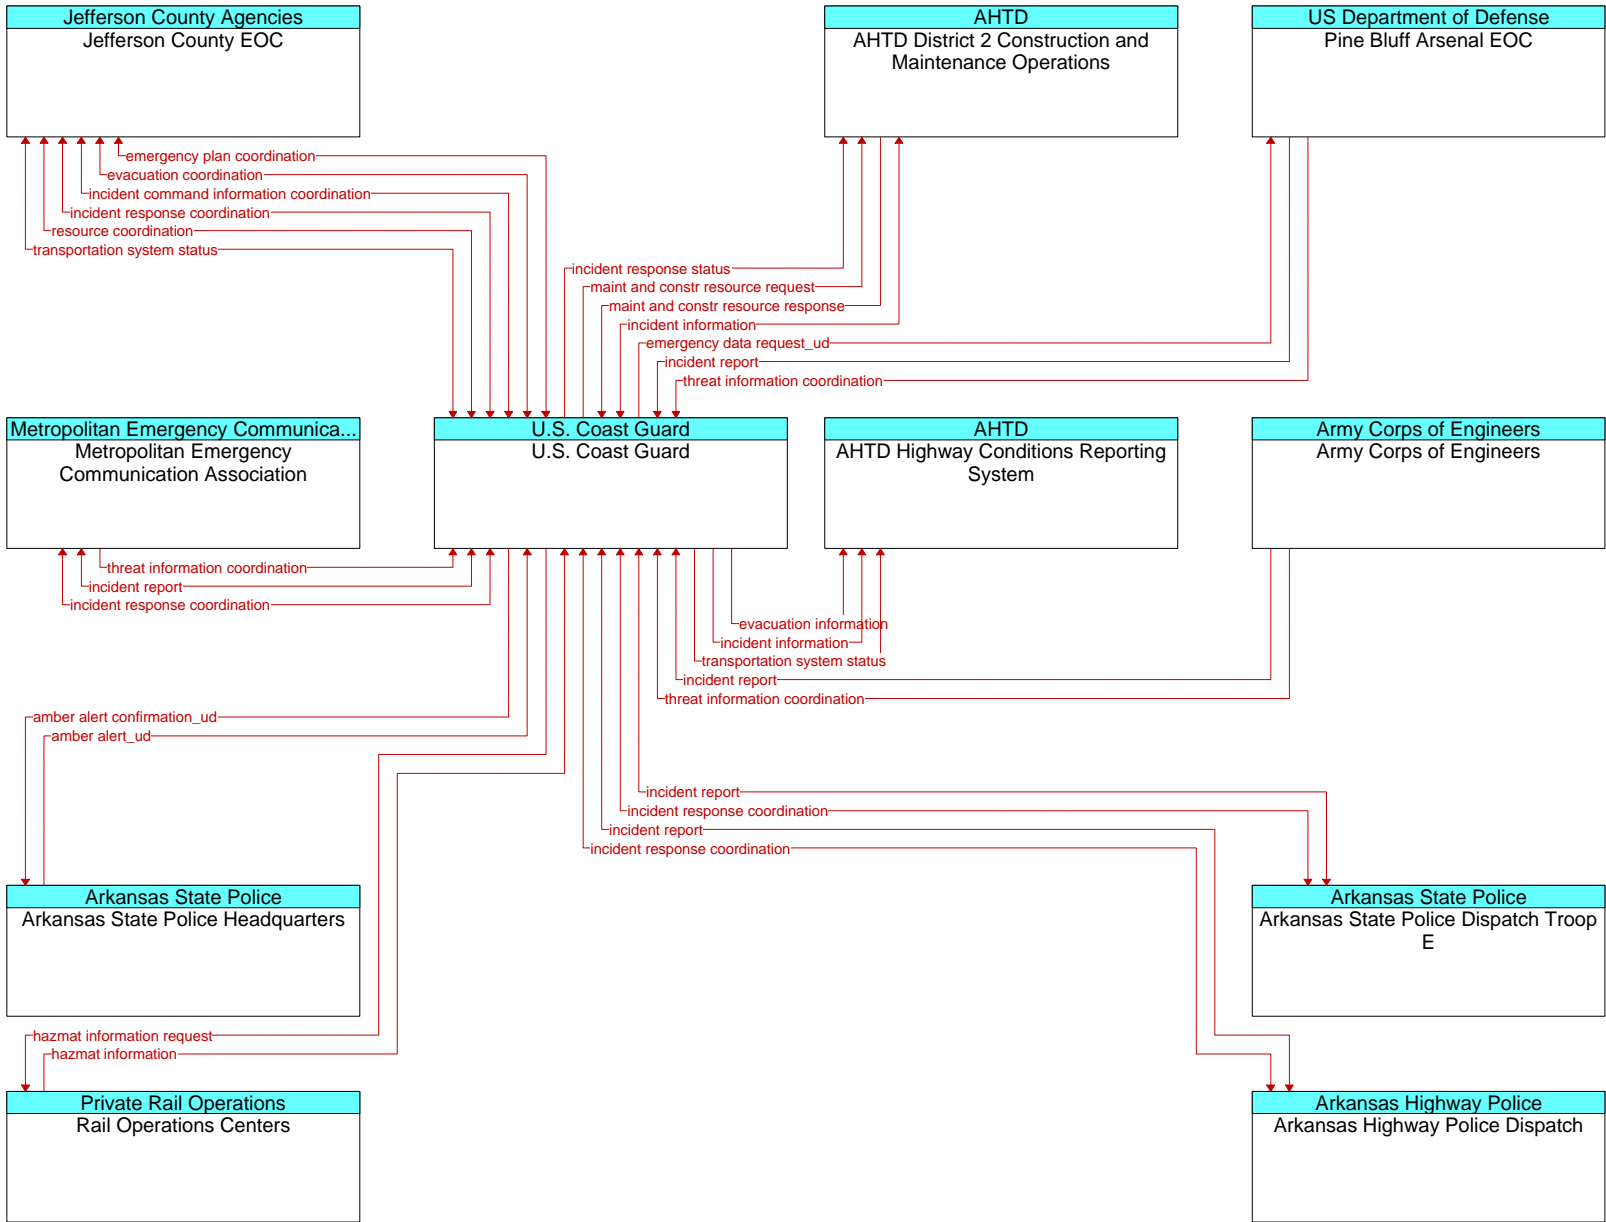 Jefferson County Agencies
Jefferson County EOC
AHTD
AHTD District 2 Construction and
Maintenance Operations
US Department of Defense
Pine Bluff Arsenal EOC
emergency plan coordination
evacuation coordination
incident command information coordination
incident response coordination
resource coordination
transportation system status
incident response status
maint and constr resource request
maint and constr resource response
incident information
emergency data request_ud
incident report
threat information coordination
Metropolitan Emergency Communica...
Metropolitan Emergency
Communication Association
U.S. Coast Guard
U.S. Coast Guard
AHTD
AHTD Highway Conditions Reporting
System
Army Corps of Engineers
Army Corps of Engineers
threat information coordination
incident report
incident response coordination
evacuation information
incident information
transportation system status
incident report
threat information coordination
amber alert confirmation_ud
amber alert_ud
incident report
incident response coordination
incident report
incident response coordination
Arkansas State Police
Arkansas State Police Headquarters
Arkansas State Police
Arkansas State Police Dispatch Troop
E
hazmat information request
hazmat information
Private Rail Operations
Rail Operations Centers
Arkansas Highway Police
Arkansas Highway Police Dispatch